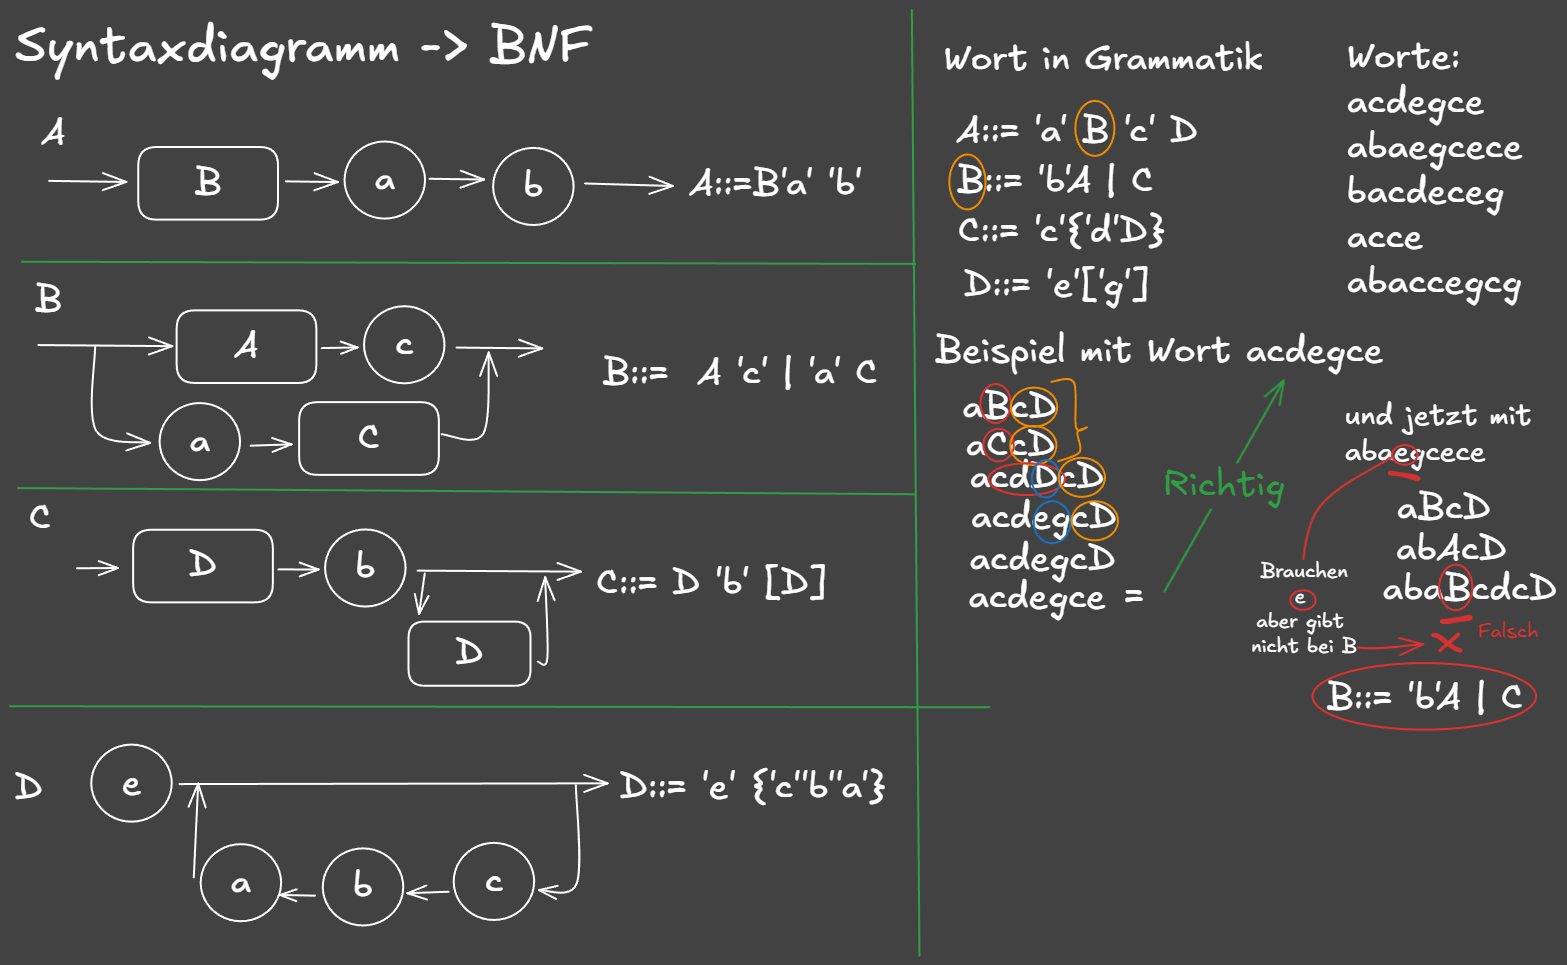 Syntaxdiagramm -> BNF
A
B
a
b
A::=B'a' 'b'
B
A
c
a
C
B::= A 'c' | 'a' C
C
D
b
D
C::= D 'b' [D]
D
e
a
b
c
D::= 'e' {'c''b''a'}
Wort in Grammatik
A::= 'a' B 'c' D
B::= 'b'A | C
C::= 'c'{'d'D}
D::= 'e'['g']
Worte:
acdegce
abaegcece
bacdeceg
acce
abaccegcg
Beispiel mit Wort acdegce
aBcD
aCcD
acdDcD
acdegcD
acdegcD
acdegce =
Richtig
und jetzt mit
abaegcece
aBcD
abAcD
abaBcdcD
Brauchen
e
aber gibt
nicht bei B
Falsch
B::= 'b'A | C